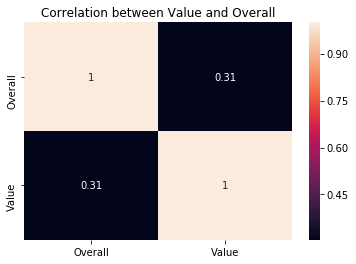 Correlation between Value and Overall
Overall
1
0.31
Value
0.31
1
Overall
Value
0.90
0.75
0.60
0.45